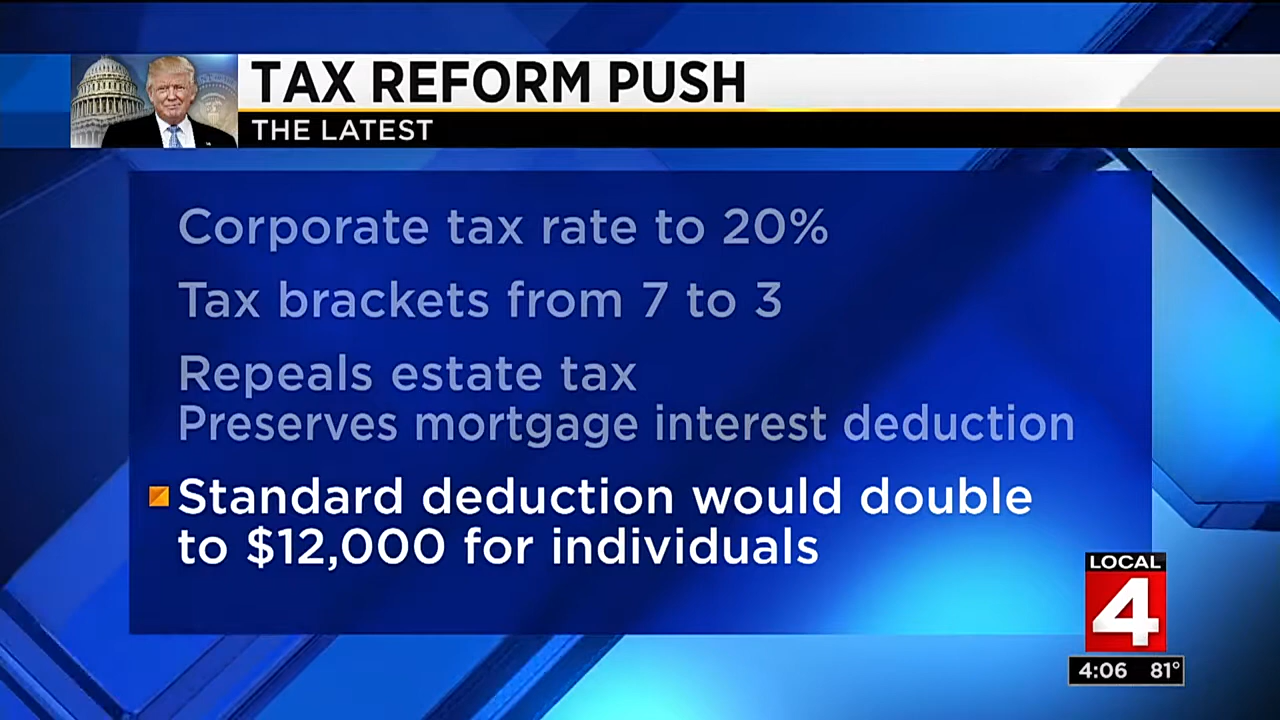 TAX REFORM PUSH
THE LATEST
Corporate tax rate to 20%
Tax brackets from 7 to 3
Repeals estate tax
Preserves mortgage interest deduction
Standard deduction would double
to $12,000 for individuals
LOCAL
4
4:06 81°